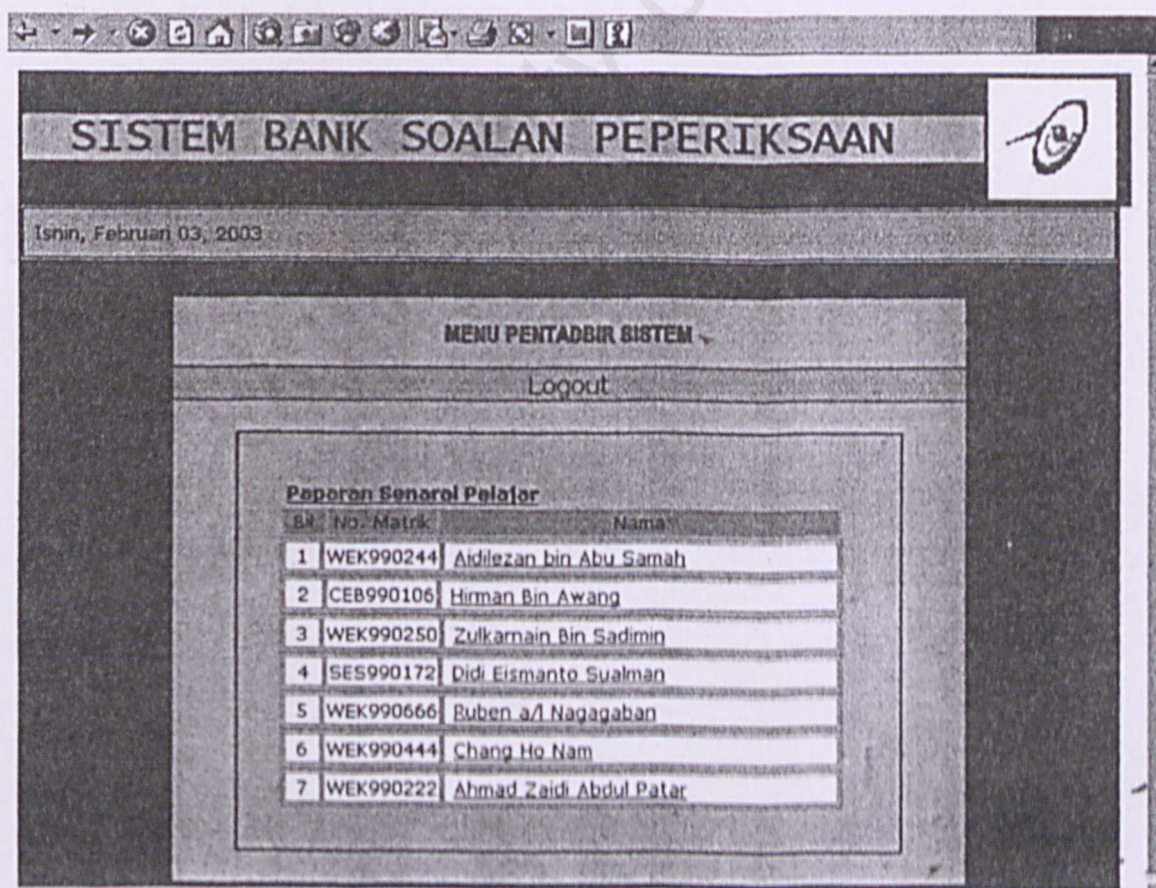 SISTEM BANK SOALAN PEPERIKSAAN
Isnin, Februari 03, 2003
MENU PENTADBIR SISTEM
Logout
Paparan Senarai Pelajar
Bil No. Matrik Nama
1 WEK990244 Aidilezan bin Abu Samah
2 CEB990106 Hirman Bin Awang
3 WEK990250 Zulkarnain Bin Sadimin
4 SES990172 Didi Eismanto Sualman
5 WEK990666 Ruben a/l Nagagaban
6 WEK990444 Chang Ho Nam
7 WEK990222 Ahmad Zaidi Abdul Patar